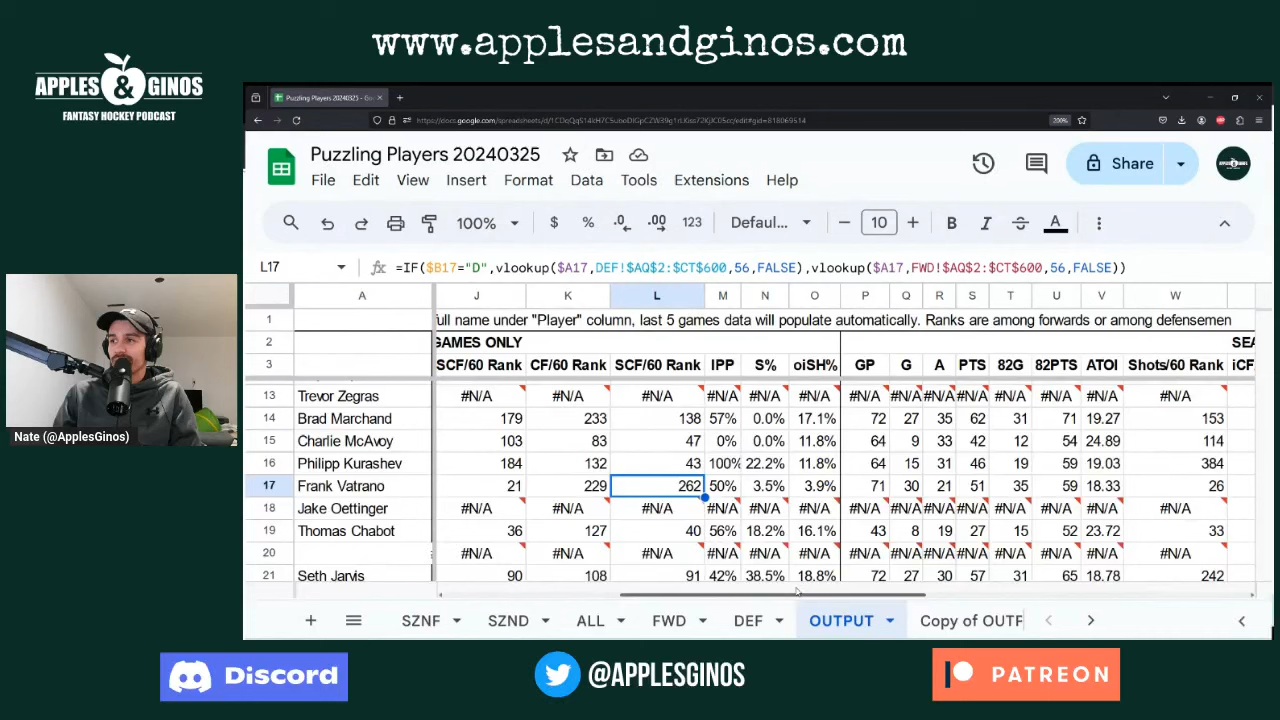 www.applesandginos.com
APPLES & GINOS
FANTASY HOCKEY PODCAST
Puzzling Players 20240325 - Go
200%
Puzzling Players 20240325
Share
File Edit View Insert Format Data Tools Extensions Help
100% $ % .0 .00 123 Defaul... 10 B I A
L17 fx =IF($B17="D",vlookup($A17,DEF!$AQ$2:$CT$600,56,FALSE),vlookup($A17,FWD!$AQ$2:$CT$600,56,FALSE))
A J K L M N O P Q R S T U V W
1 full name under "Player" column, last 5 games data will populate automatically. Ranks are among forwards or among defensemen
2 GAMES ONLY SEA
3 SCF/60 Rank CF/60 Rank SCF/60 Rank IPP S% oiSH% GP G A PTS 82G 82PTS ATOI Shots/60 Rank iCF
13 Trevor Zegras #N/A #N/A #N/A #N/A #N/A #N/A #N/A #N/A #N/A #N/A #N/A #N/A #N/A #N/A
14 Brad Marchand 179 233 138 57% 0.0% 17.1% 72 27 35 62 31 71 19.27 153
15 Charlie McAvoy 103 83 47 0% 0.0% 11.8% 64 9 33 42 12 54 24.89 114
16 Philipp Kurashev 184 132 43 100% 22.2% 11.8% 64 15 31 46 19 59 19.03 384
17 Frank Vatrano 21 229 262 50% 3.5% 3.9% 71 30 21 51 35 59 18.33 26
18 Jake Oettinger #N/A #N/A #N/A #N/A #N/A #N/A #N/A #N/A #N/A #N/A #N/A #N/A #N/A #N/A
19 Thomas Chabot 36 127 40 56% 18.2% 16.1% 43 8 19 27 15 52 23.72 33
20 #N/A #N/A #N/A #N/A #N/A #N/A #N/A #N/A #N/A #N/A #N/A #N/A #N/A #N/A
21 Seth Jarvis 90 108 91 42% 38.5% 18.8% 72 27 30 57 31 65 18.78 242
SZNF SZND ALL FWD DEF OUTPUT Copy of OUTF
Nate (@ApplesGinos)
Discord
@APPLESGINOS
PATREON